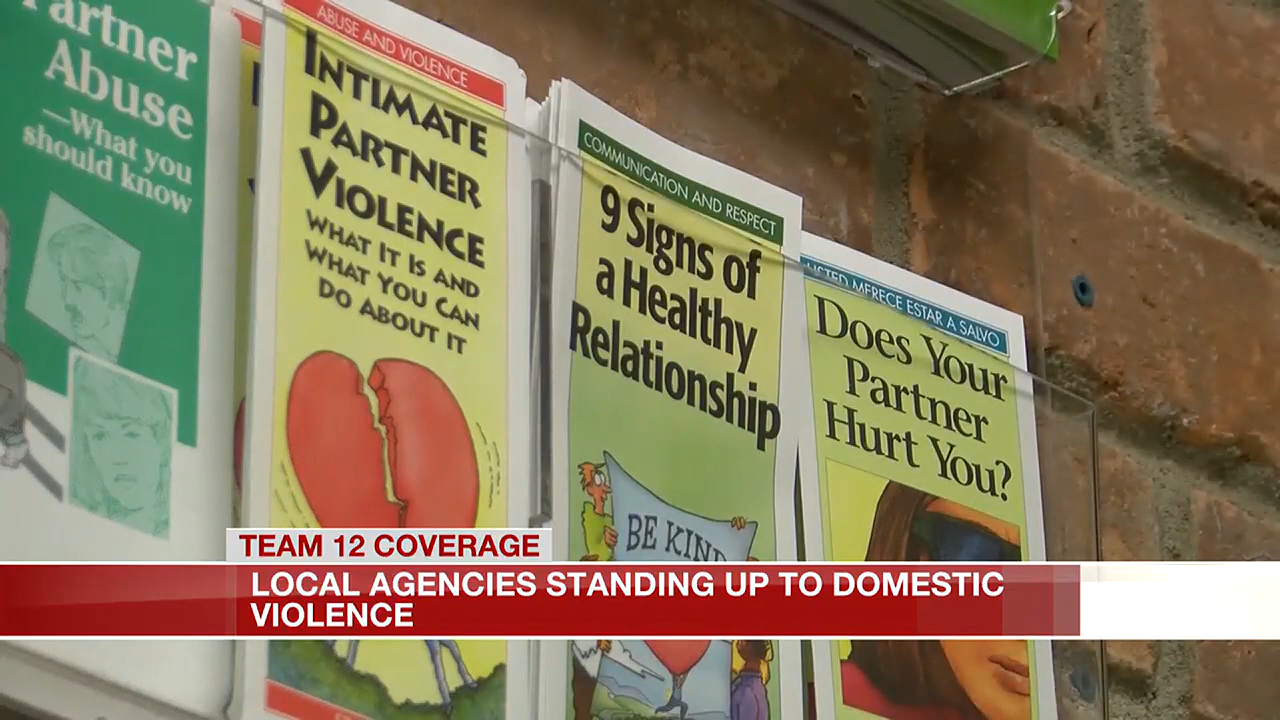 Partner
Abuse
—What you
should know
ABUSE AND VIOLENCE
INTIMATE
PARTNER
VIOLENCE
WHAT IT IS AND
WHAT YOU CAN
DO ABOUT IT
COMMUNICATION AND RESPECT
9 Signs of
a Healthy
Relationship
BE KIND
USTED MERECE ESTAR A SALVO
Does Your
Partner
Hurt You?
TEAM 12 COVERAGE
LOCAL AGENCIES STANDING UP TO DOMESTIC
VIOLENCE